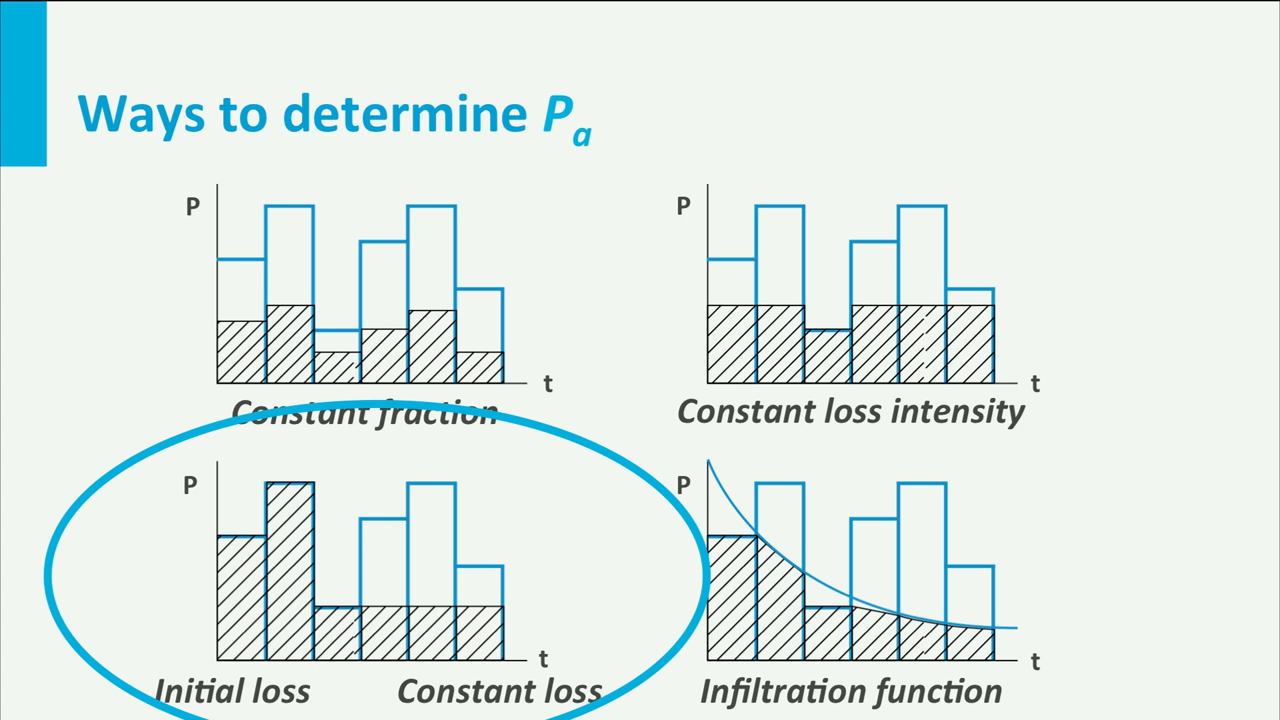 Ways to determine Pa
P
t
Constant fraction
P
t
Constant loss intensity
P
t
Initial loss Constant loss
P
t
Infiltration function